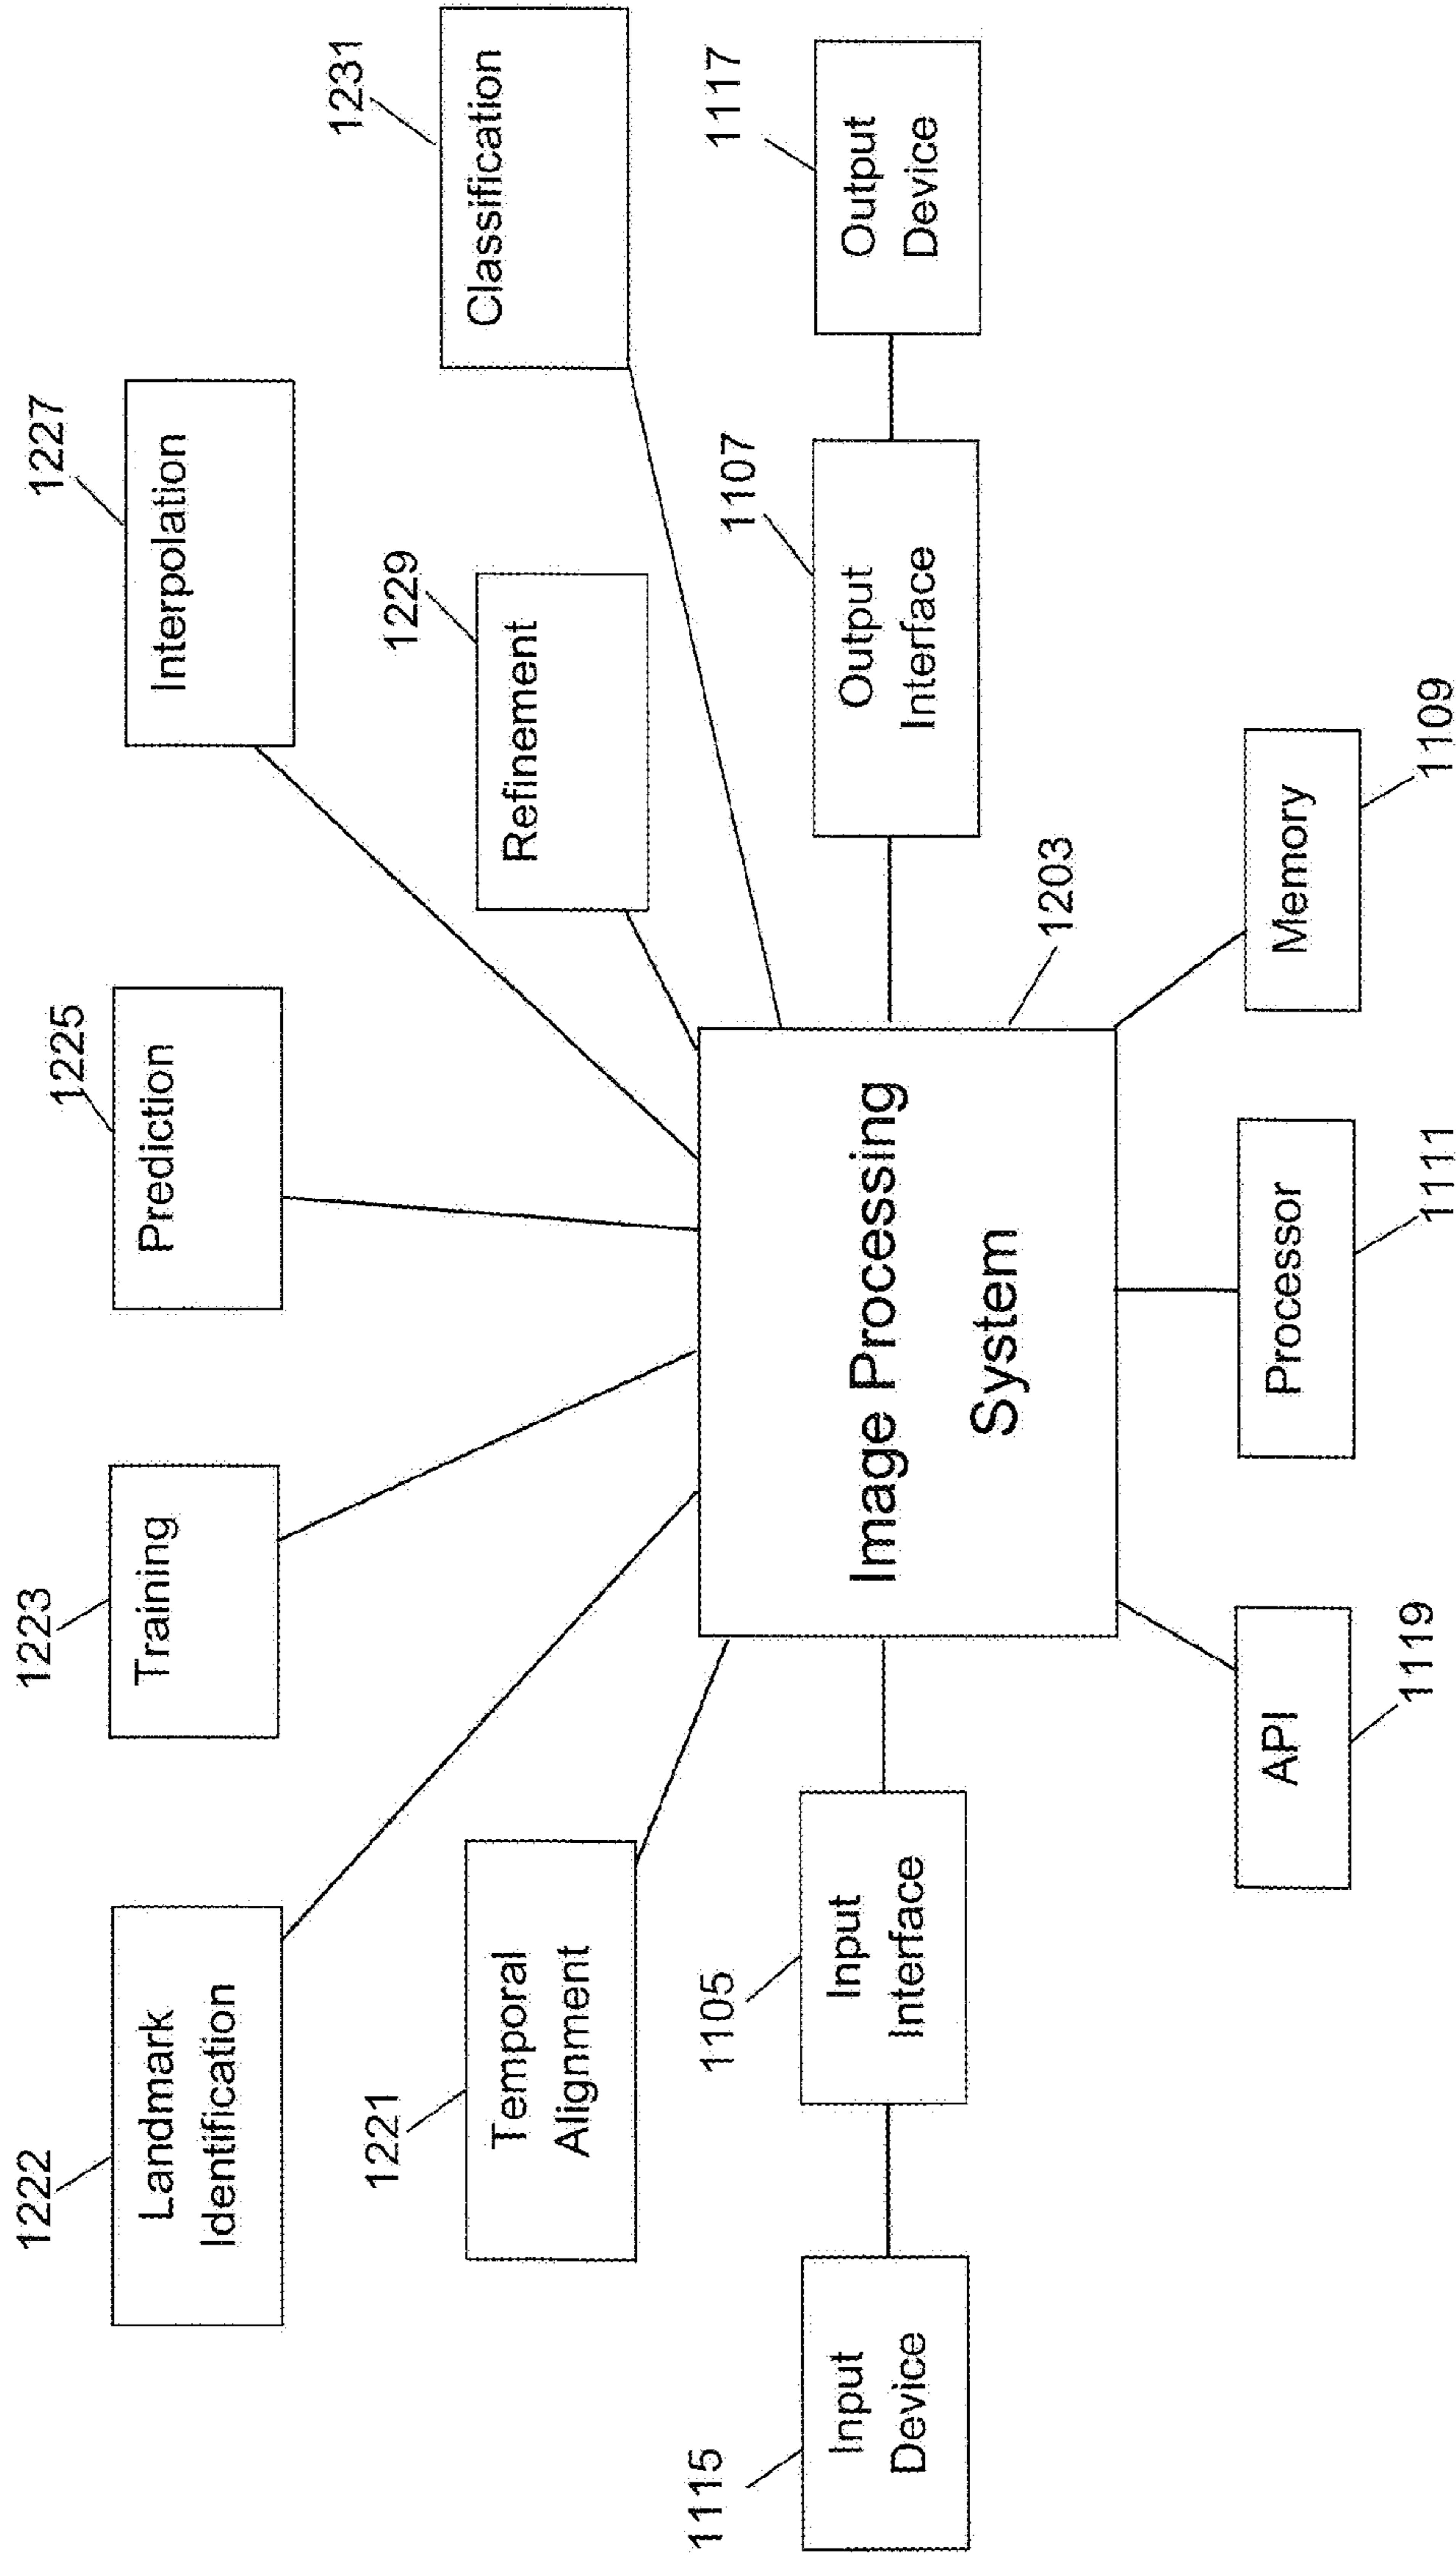 1222
Landmark
Identification
1223
Training
1225
Prediction
1227
Interpolation
1221
Temporal
Alignment
1229
Refinement
1231
Classification
1115
Input
Device
1105
Input
Interface
Image Processing
System
1203
1107
Output
Interface
1117
Output
Device
API
1119
Processor
1111
Memory
1109